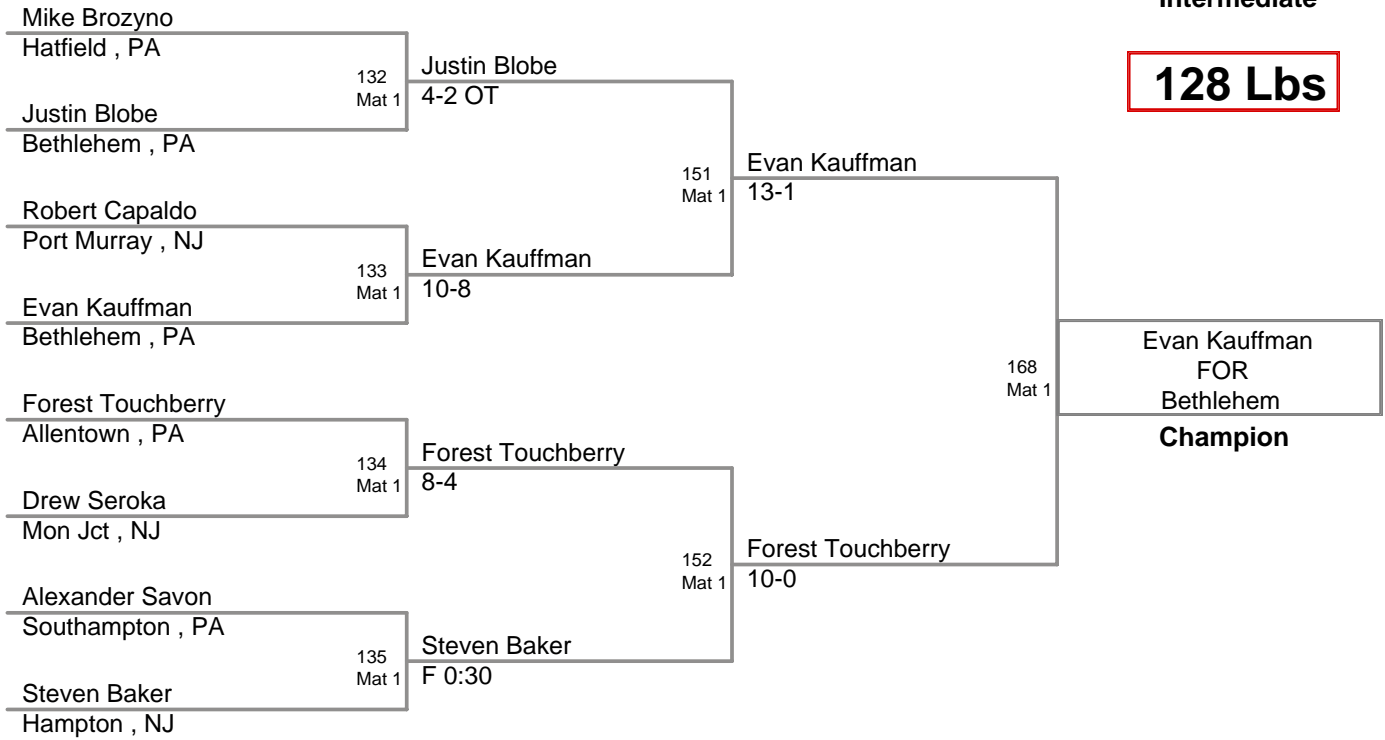 Intermediate
128 Lbs
Mike Brozyno
Hatfield , PA
132
Mat 1
Justin Blobe
Bethlehem , PA
Justin Blobe
4-2 OT
Robert Capaldo
Port Murray , NJ
133
Mat 1
Evan Kauffman
Bethlehem , PA
Evan Kauffman
10-8
151
Mat 1
Evan Kauffman
13-1
Forest Touchberry
Allentown , PA
134
Mat 1
Drew Seroka
Mon Jct , NJ
Forest Touchberry
8-4
Alexander Savon
Southampton , PA
135
Mat 1
Steven Baker
Hampton , NJ
Steven Baker
F 0:30
152
Mat 1
Forest Touchberry
10-0
168
Mat 1
Evan Kauffman
FOR
Bethlehem
Champion